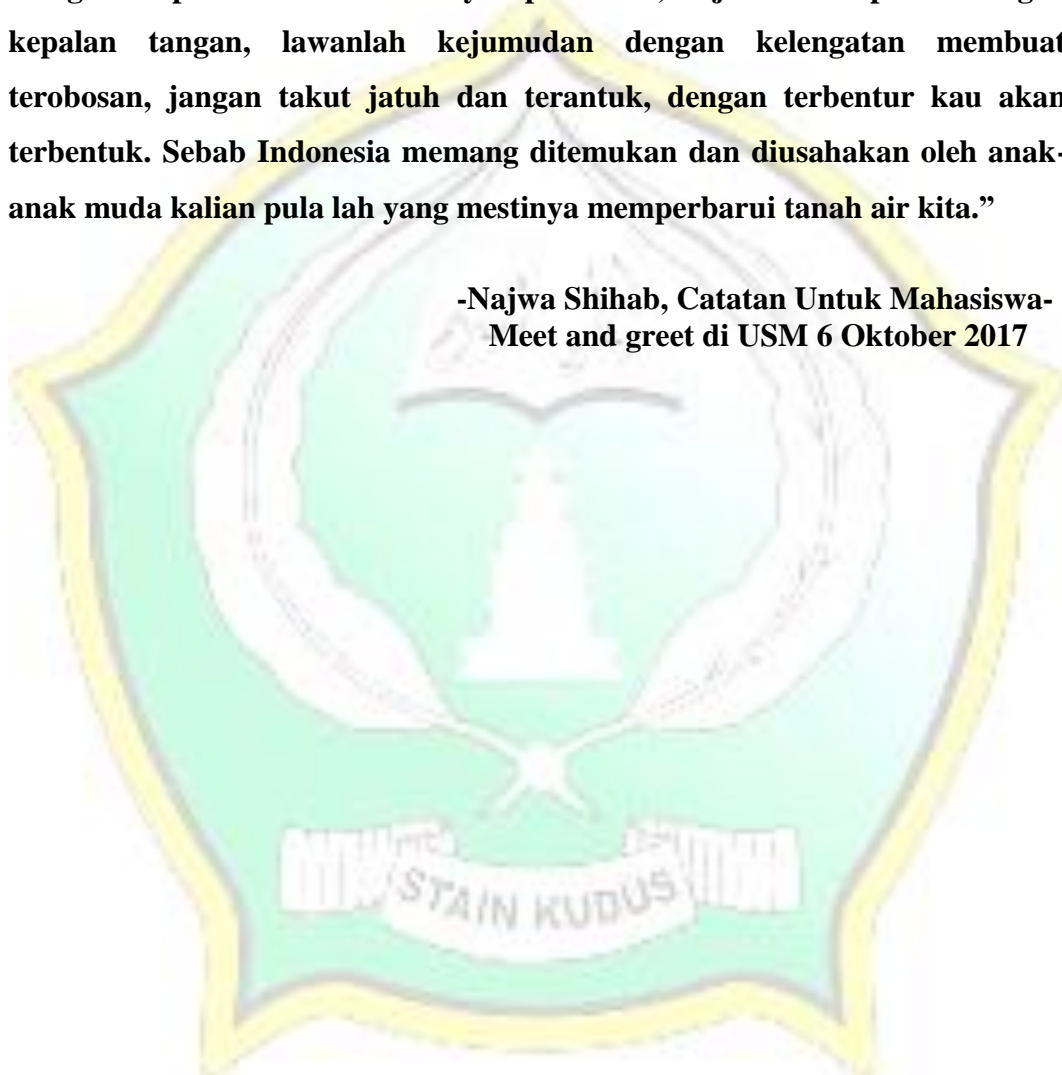 kepalan tangan, lawanlah kejumudan dengan kelengatan membuat
terobosan, jangan takut jatuh dan terantuk, dengan terbentur kau akan
terbentuk. Sebab Indonesia memang ditemukan dan diusahakan oleh anak-
anak muda kalian pula lah yang mestinya memperbarui tanah air kita.”
-Najwa Shihab, Catatan Untuk Mahasiswa-
Meet and greet di USM 6 Oktober 2017
STAIN KUDUS